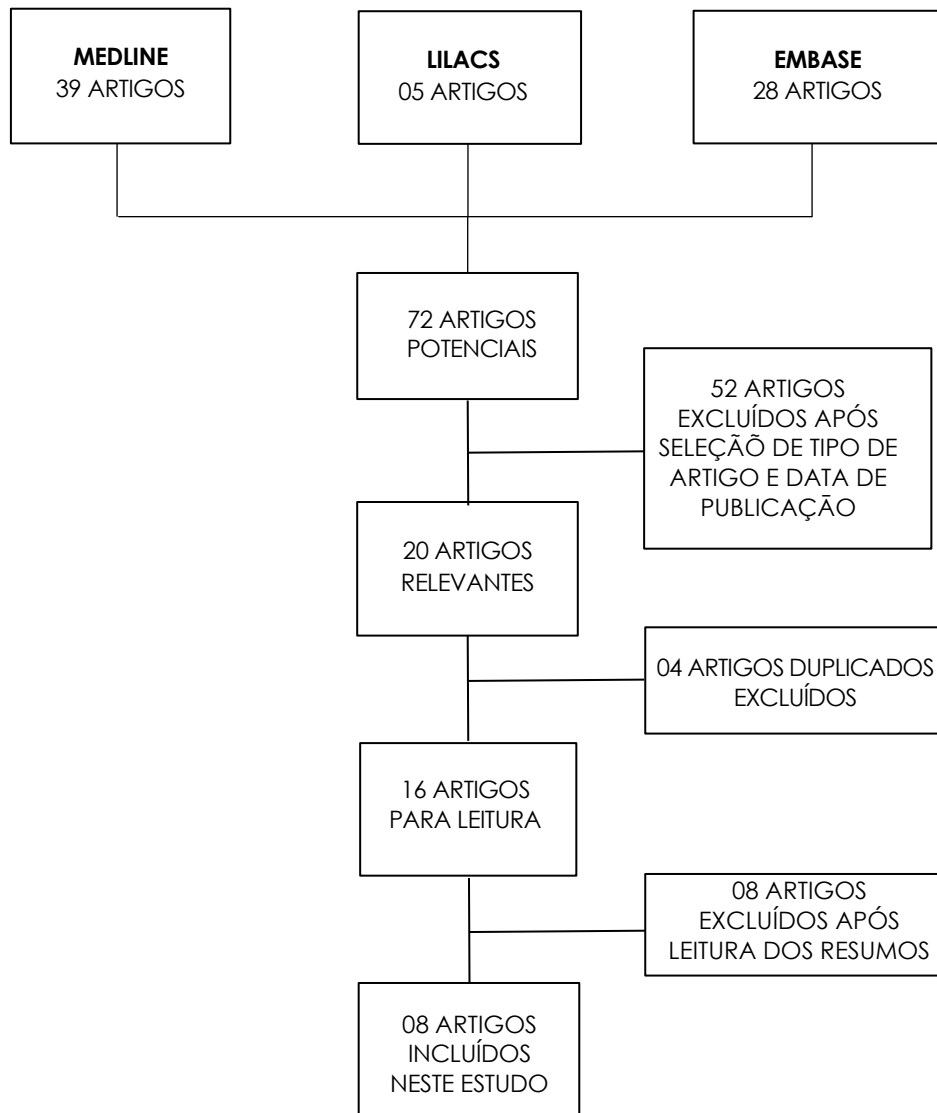 MEDLINE
39 ARTIGOS
LILACS
05 ARTIGOS
EMBASE
28 ARTIGOS
72 ARTIGOS
POTENCIAIS
52 ARTIGOS
EXCLUÍDOS APÓS
SELEÇÕ DE TIPO DE
ARTIGO E DATA DE
PUBLICAÇÃO
20 ARTIGOS
RELEVANTES
04 ARTIGOS DUPLICADOS
EXCLUÍDOS
16 ARTIGOS
PARA LEITURA
08 ARTIGOS
EXCLUÍDOS APÓS
LEITURA DOS RESUMOS
08 ARTIGOS
INCLUÍDOS
NESTE ESTUDO